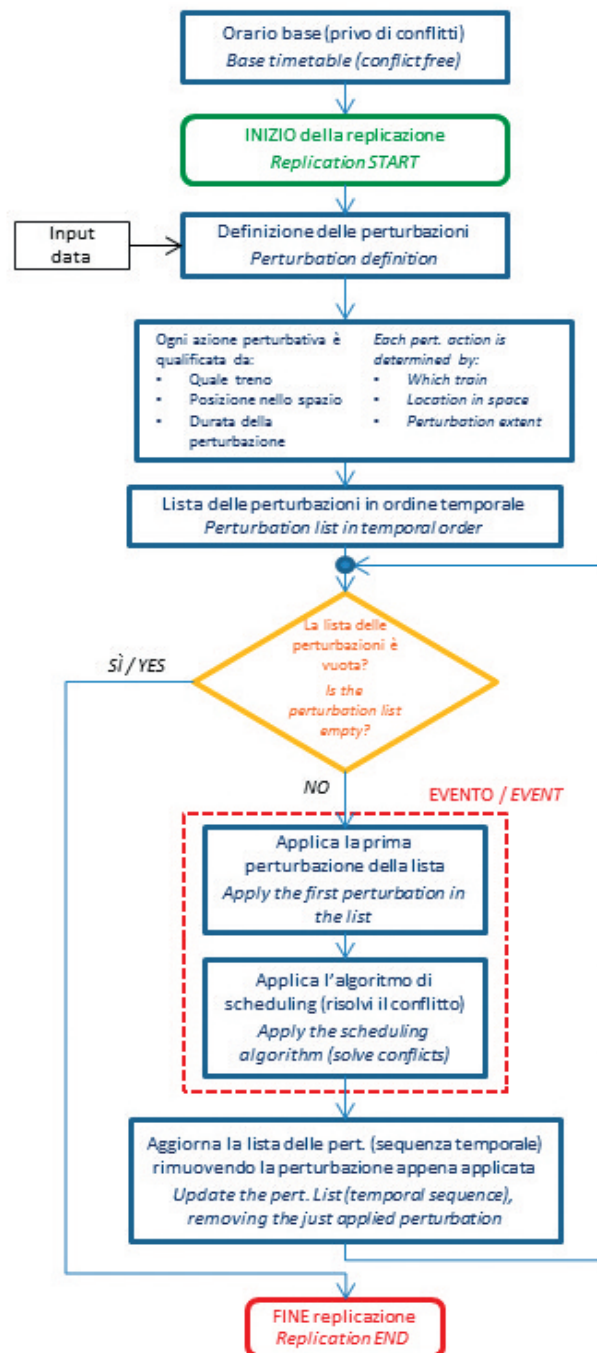 Orario base (privo di conflitti)
Base timetable (conflict free)
INIZIO della replicazione
Replication START
Input
data
Definizione delle perturbazioni
Perturbation definition
Ogni azione perturbativa è
qualificata da:
• Quale treno
• Posizione nello spazio
• Durata della
perturbazione
Each pert. action is
determined by:
• Which train
• Location in space
• Perturbation extent
Lista delle perturbazioni in ordine temporale
Perturbation list in temporal order
La lista delle
perturbazioni è
vuota?
Is the
perturbation list
empty?
SÌ / YES
NO
EVENTO / EVENT
Applica la prima
perturbazione della lista
Apply the first perturbation in
the list
Applica l'algoritmo di
scheduling (risolvi il conflitto)
Apply the scheduling
algorithm (solve conflicts)
Aggiorna la lista delle pert. (sequenza temporale)
rimuovendo la perturbazione appena applicata
Update the pert. List (temporal sequence),
removing the just applied perturbation
FINE replicazione
Replication END